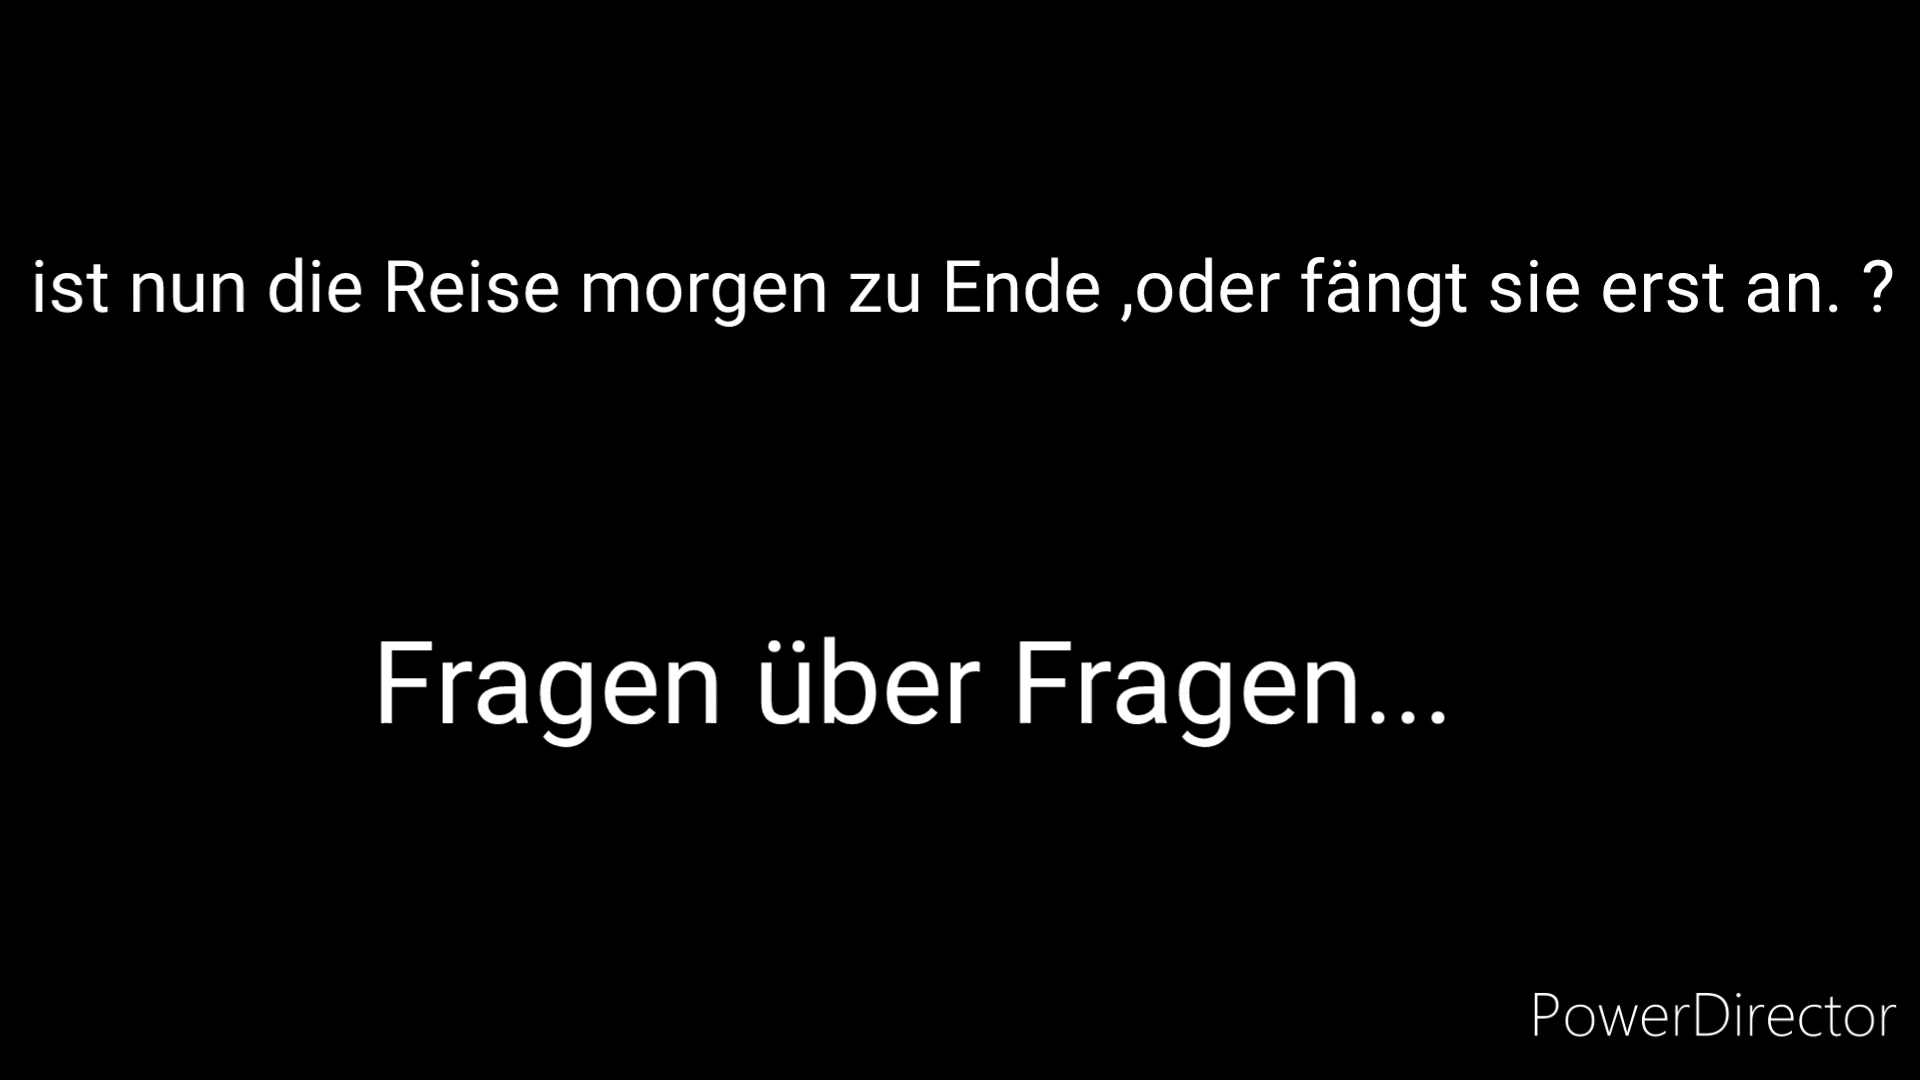 ist nun die Reise morgen zu Ende ,oder fängt sie erst an. ?
Fragen über Fragen...
PowerDirector